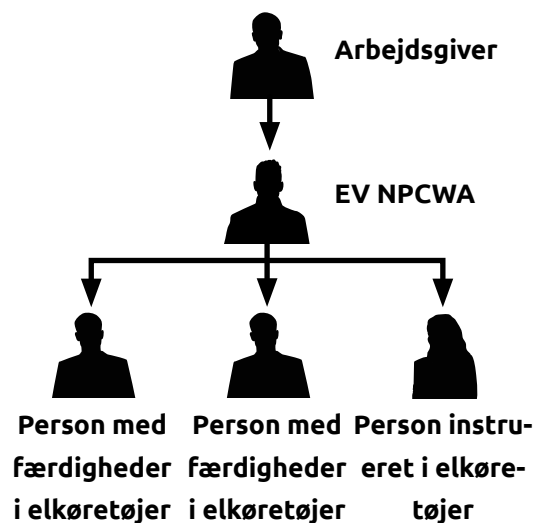 Arbejdsgiver
EV NPCWA
Person med
færdigheder
i elkøretøjer
Person med
færdigheder
i elkøretøjer
Person instru-
eret i elkøre-
tøjer